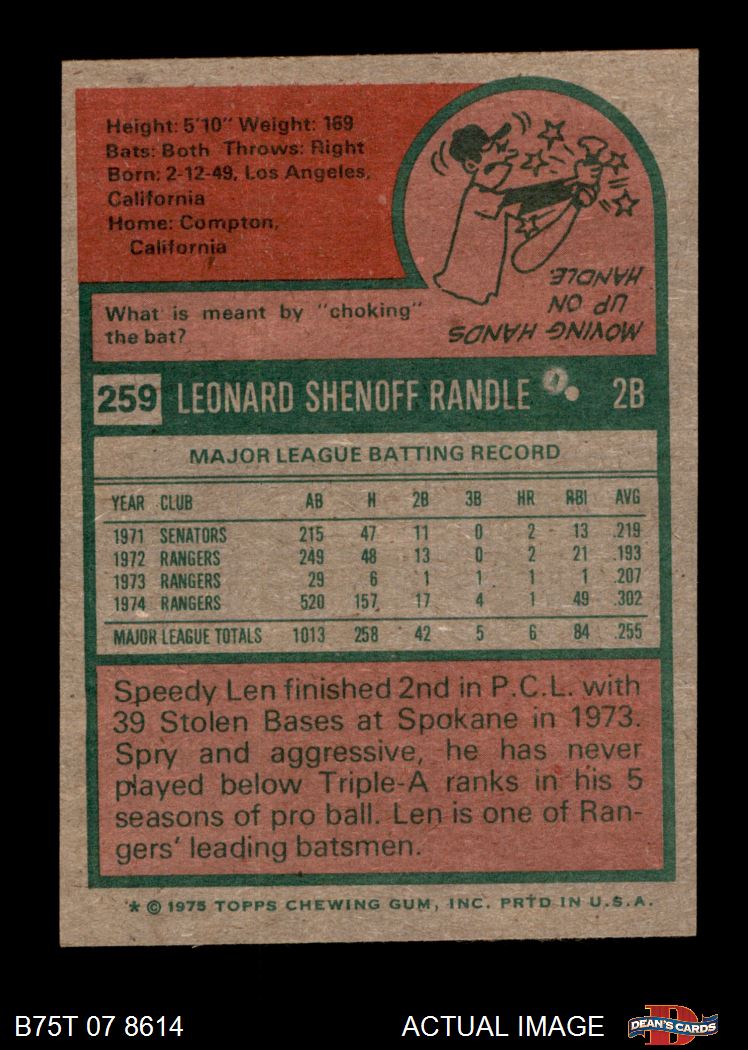 Height: 5'10" Weight: 169
Bats: Both Throws: Right
Born: 2-12-49, Los Angeles,
California
Home: Compton,
California
What is meant by "choking"
the bat?
MOVING HANDS
UP ON
HANDLE
259 LEONARD SHENOFF RANDLE 2B
MAJOR LEAGUE BATTING RECORD
YEAR CLUB AB H 2B 3B HR RBI AVG
1971 SENATORS 215 47 11 0 2 13 .219
1972 RANGERS 249 48 13 0 2 21 .193
1973 RANGERS 29 6 1 1 1 1 .207
1974 RANGERS 520 157 17 4 1 49 .302
MAJOR LEAGUE TOTALS 1013 258 42 5 6 84 .255
Speedy Len finished 2nd in P.C.L. with
39 Stolen Bases at Spokane in 1973.
Spry and aggressive, he has never
played below Triple-A ranks in his 5
seasons of pro ball. Len is one of Ran-
gers' leading batsmen.
* © 1975 TOPPS CHEWING GUM, INC. PRTD IN U.S.A.
B75T 07 8614 ACTUAL IMAGE DEAN'S CARDS